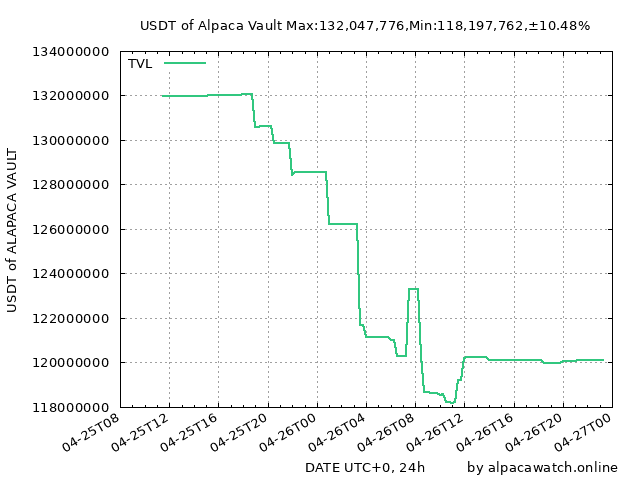 USDT of Alpaca Vault Max:132,047,776,Min:118,197,762,±10.48%
TVL
134000000
132000000
130000000
128000000
126000000
124000000
122000000
120000000
118000000
USDT of ALAPACA VAULT
04-25T08
04-25T12
04-25T16
04-25T20
04-26T00
04-26T04
04-26T08
04-26T12
04-26T16
04-26T20
04-27T00
DATE UTC+0, 24h
by alpacawatch.online